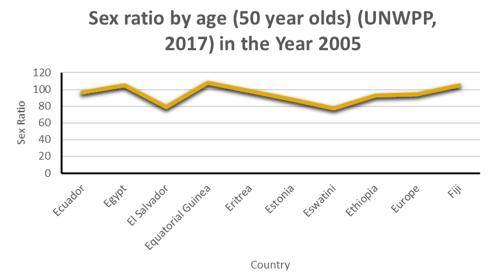 Sex ratio by age (50 year olds) (UNWPP,
2017) in the Year 2005
120
100
80
60
40
20
0
Sex Ratio
Ecuador
Egypt
El Salvador
Equatorial Guinea
Eritrea
Estonia
Eswatini
Ethiopia
Europe
Fiji
Country